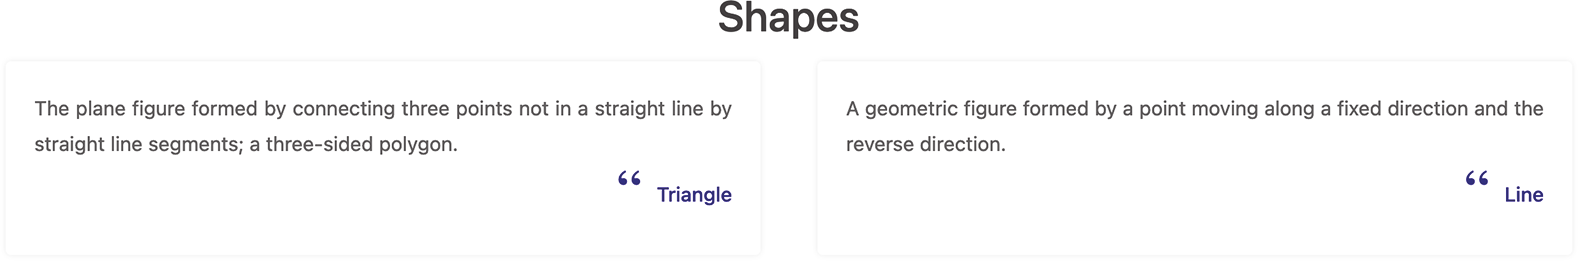 Shapes
The plane figure formed by connecting three points not in a straight line by
straight line segments; a three-sided polygon.
“ Triangle
A geometric figure formed by a point moving along a fixed direction and the
reverse direction.
“ Line